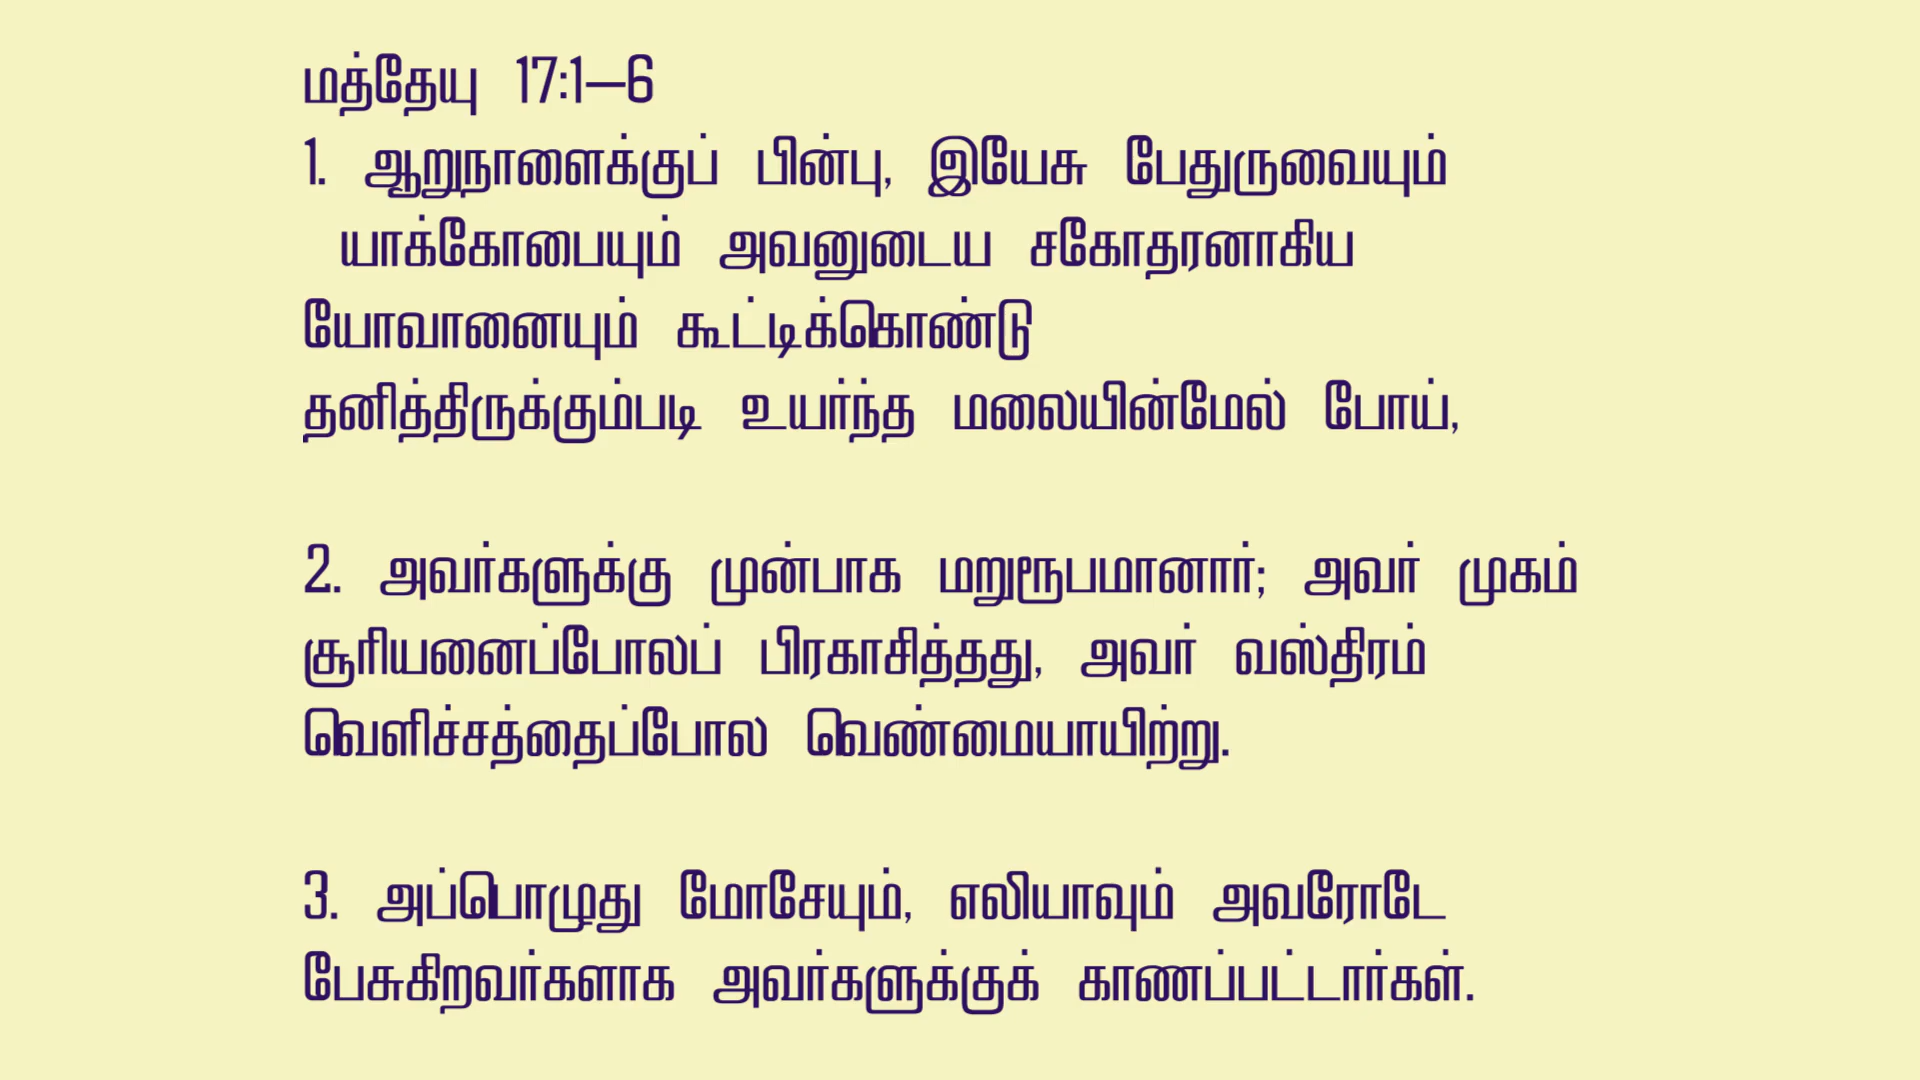 மத்தேயு 17:1–6
1. ஆறுநாளைக்குப் பின்பு, இயேசு பேதுருவையும்
யாக்கோபையும் அவனுடைய சகோதரனாகிய
யோவானையும் கூட்டிக்கொண்டு
தனித்திருக்கும்படி உயர்ந்த மலையின்மேல் போய்,
2. அவர்களுக்கு முன்பாக மறுரூபமானார்; அவர் முகம்
சூரியனைப்போலப் பிரகாசித்தது, அவர் வஸ்திரம்
வெளிச்சத்தைப்போல வெண்மையாயிற்று.
3. அப்பொழுது மோசேயும், எலியாவும் அவரோடே
பேசுகிறவர்களாக அவர்களுக்குக் காணப்பட்டார்கள்.